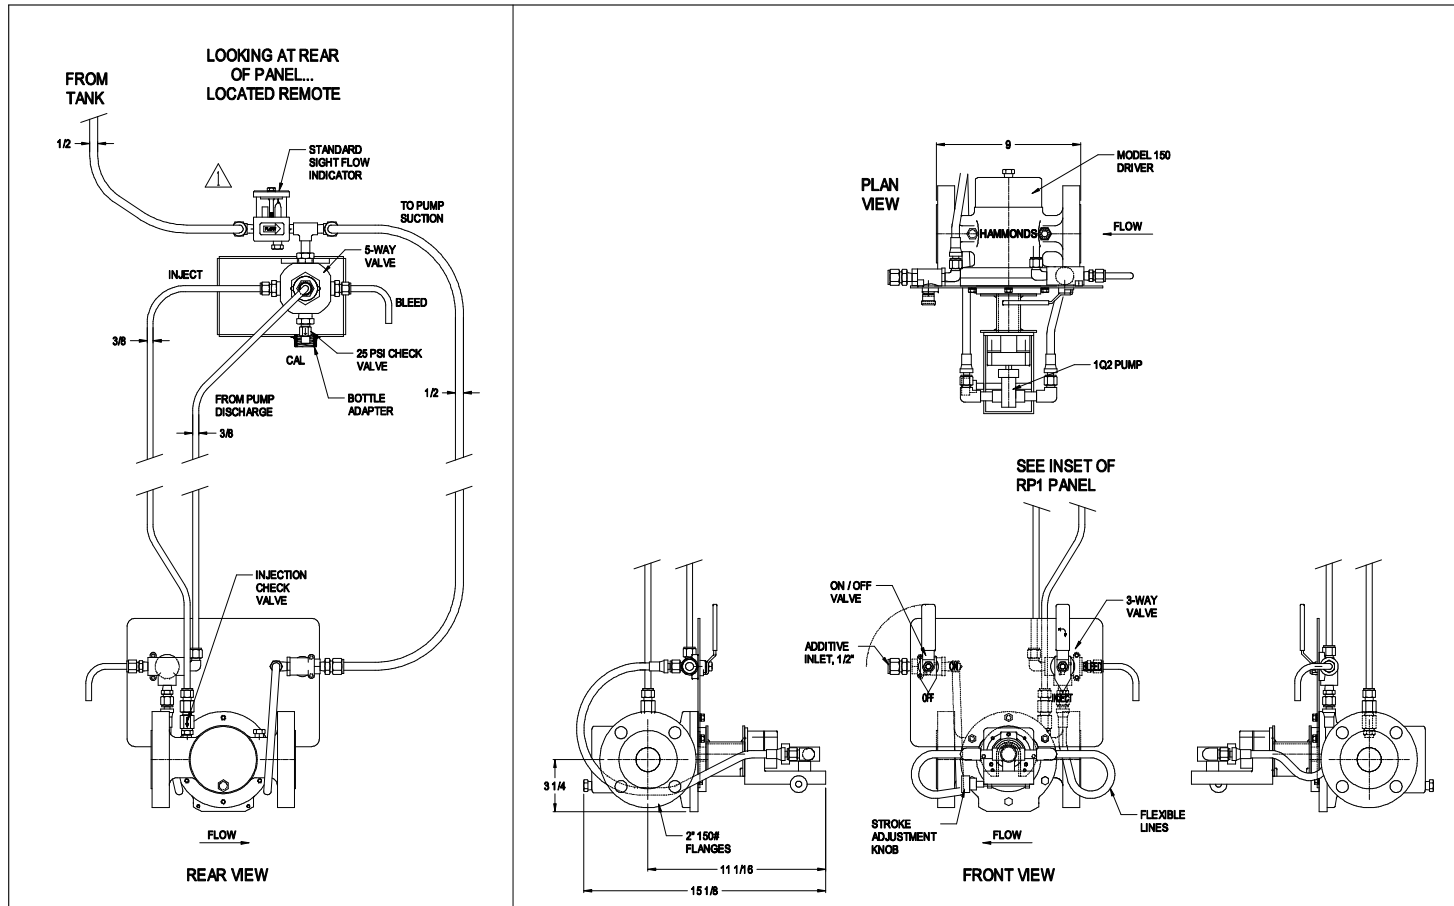 LOOKING AT REAR
OF PANEL...
LOCATED REMOTE
FROM
TANK
1/2
1
STANDARD
SIGHT FLOW
INDICATOR
FLOW
TO PUMP
SUCTION
5-WAY
VALVE
INJECT
BLEED
3/8
CAL
25 PSI CHECK
VALVE
FROM PUMP
DISCHARGE
BOTTLE
ADAPTER
1/2
3/8
INJECTION
CHECK
VALVE
FLOW
REAR VIEW
PLAN
VIEW
9
MODEL 150
DRIVER
HAMMONDS
FLOW
1Q2 PUMP
SEE INSET OF
RP1 PANEL
ON / OFF
VALVE
3-WAY
VALVE
ADDITIVE
INLET, 1/2"
ON
OFF
INJECT
3 1/4
2" 150#
FLANGES
11 1/16
15 1/8
STROKE
ADJUSTMENT
KNOB
FLOW
FLEXIBLE
LINES
FRONT VIEW